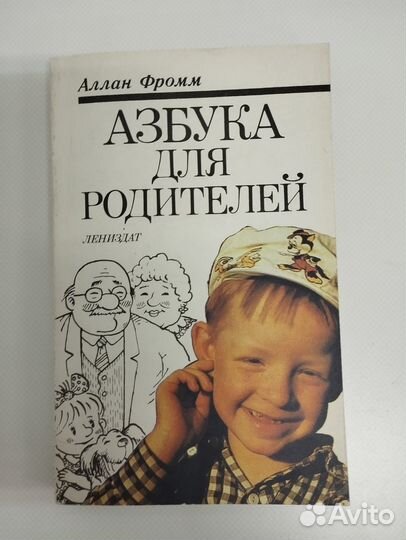 Аллан Фромм
АЗБУКА
ДЛЯ
РОДИТЕЛЕЙ
ЛЕНИЗДАТ
Avito